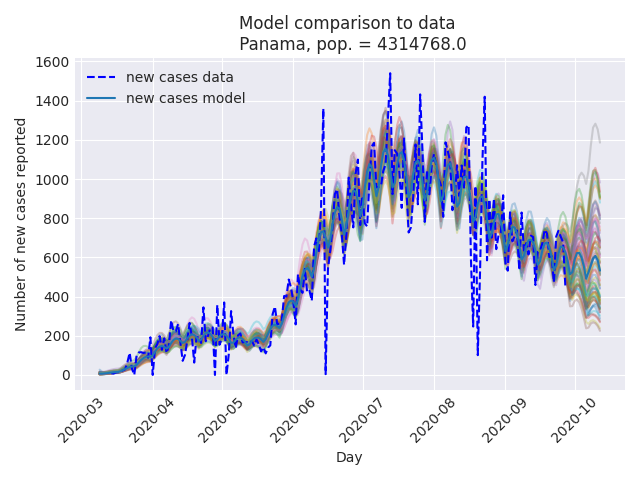 Model comparison to data
Panama, pop. = 4314768.0
1600
1400
1200
1000
800
600
400
200
0
Number of new cases reported
new cases data
new cases model
2020-03
2020-04
2020-05
2020-06
2020-07
2020-08
2020-09
2020-10
Day